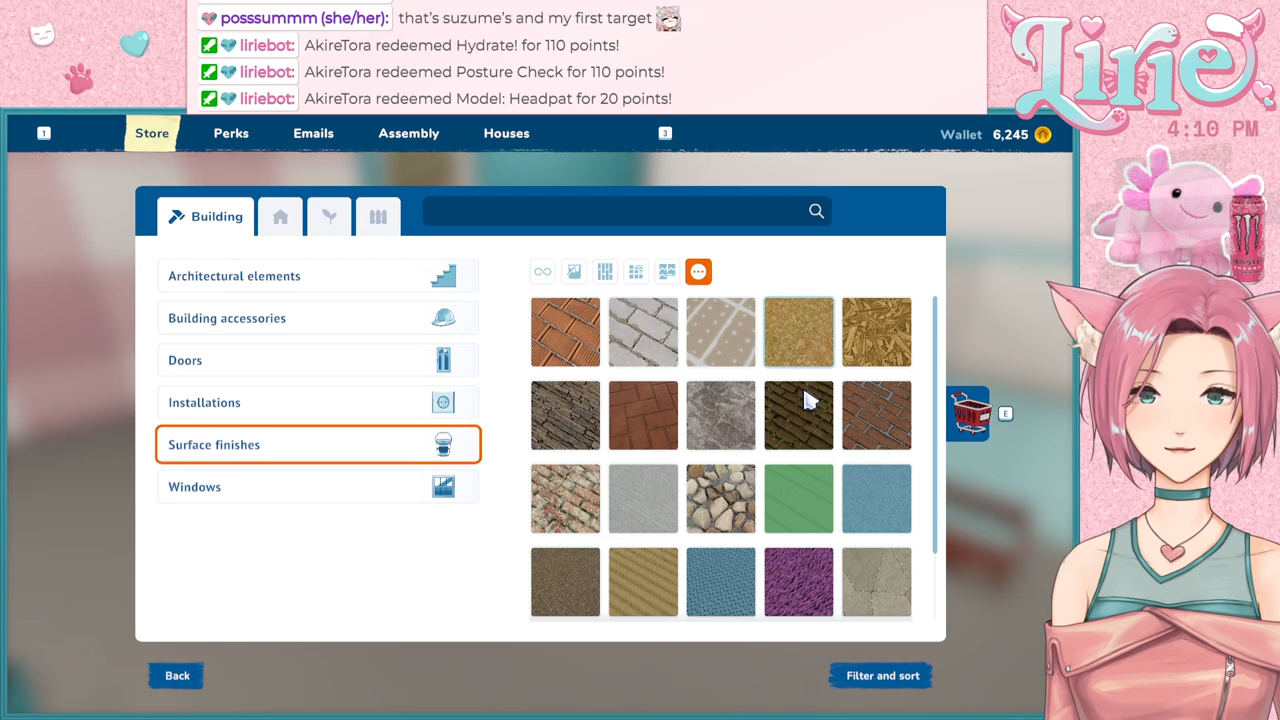 posssummm (she/her): that's suzume's and my first target
liriebot: AkireTora redeemed Hydrate! for 110 points!
liriebot: AkireTora redeemed Posture Check for 110 points!
liriebot: AkireTora redeemed Model: Headpat for 20 points!
Lirie
4:10 PM
1 Store Perks Emails Assembly Houses 3 Wallet 6,245
Building
Architectural elements
Building accessories
Doors
Installations
Surface finishes
Windows
E
Back
Filter and sort